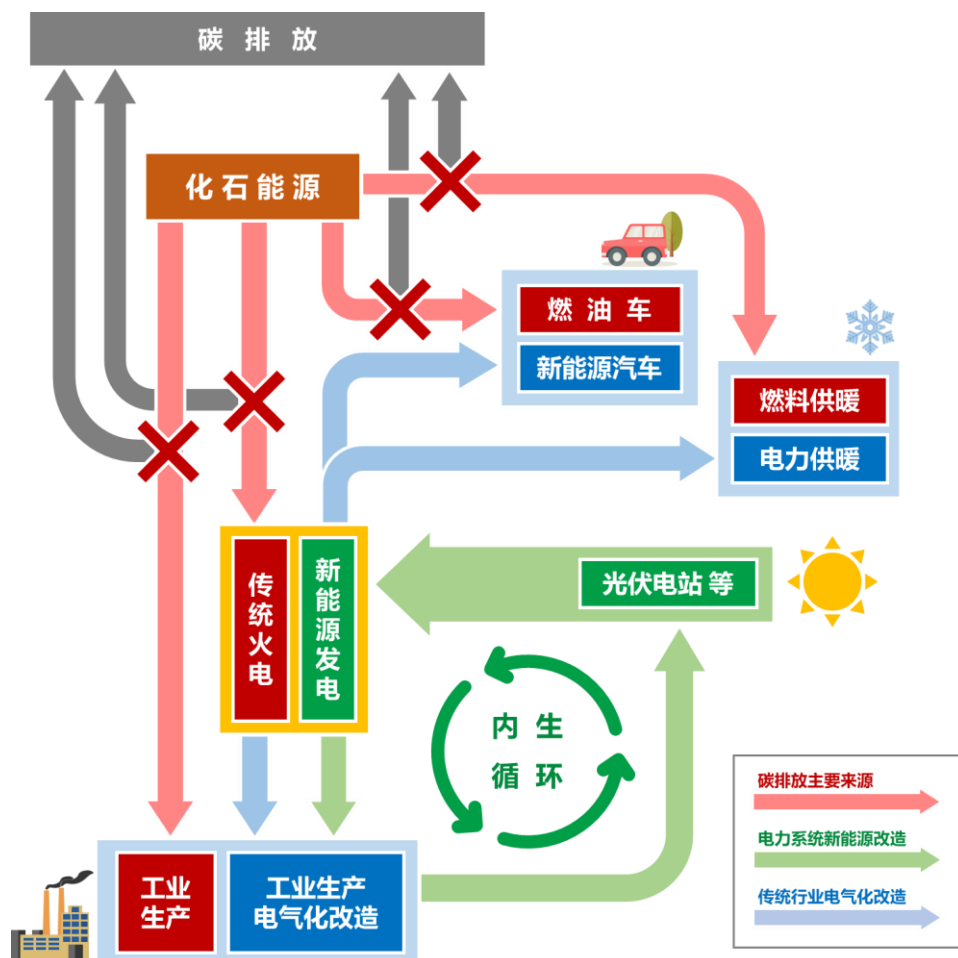 碳排放
化石能源
燃油车
新能源汽车
燃料供暖
电力供暖
传统火电
新能源发电
光伏电站 等
内生
循环
碳排放主要来源
电力系统新能源改造
传统行业电气化改造
工业
生产
工业生产
电气化改造